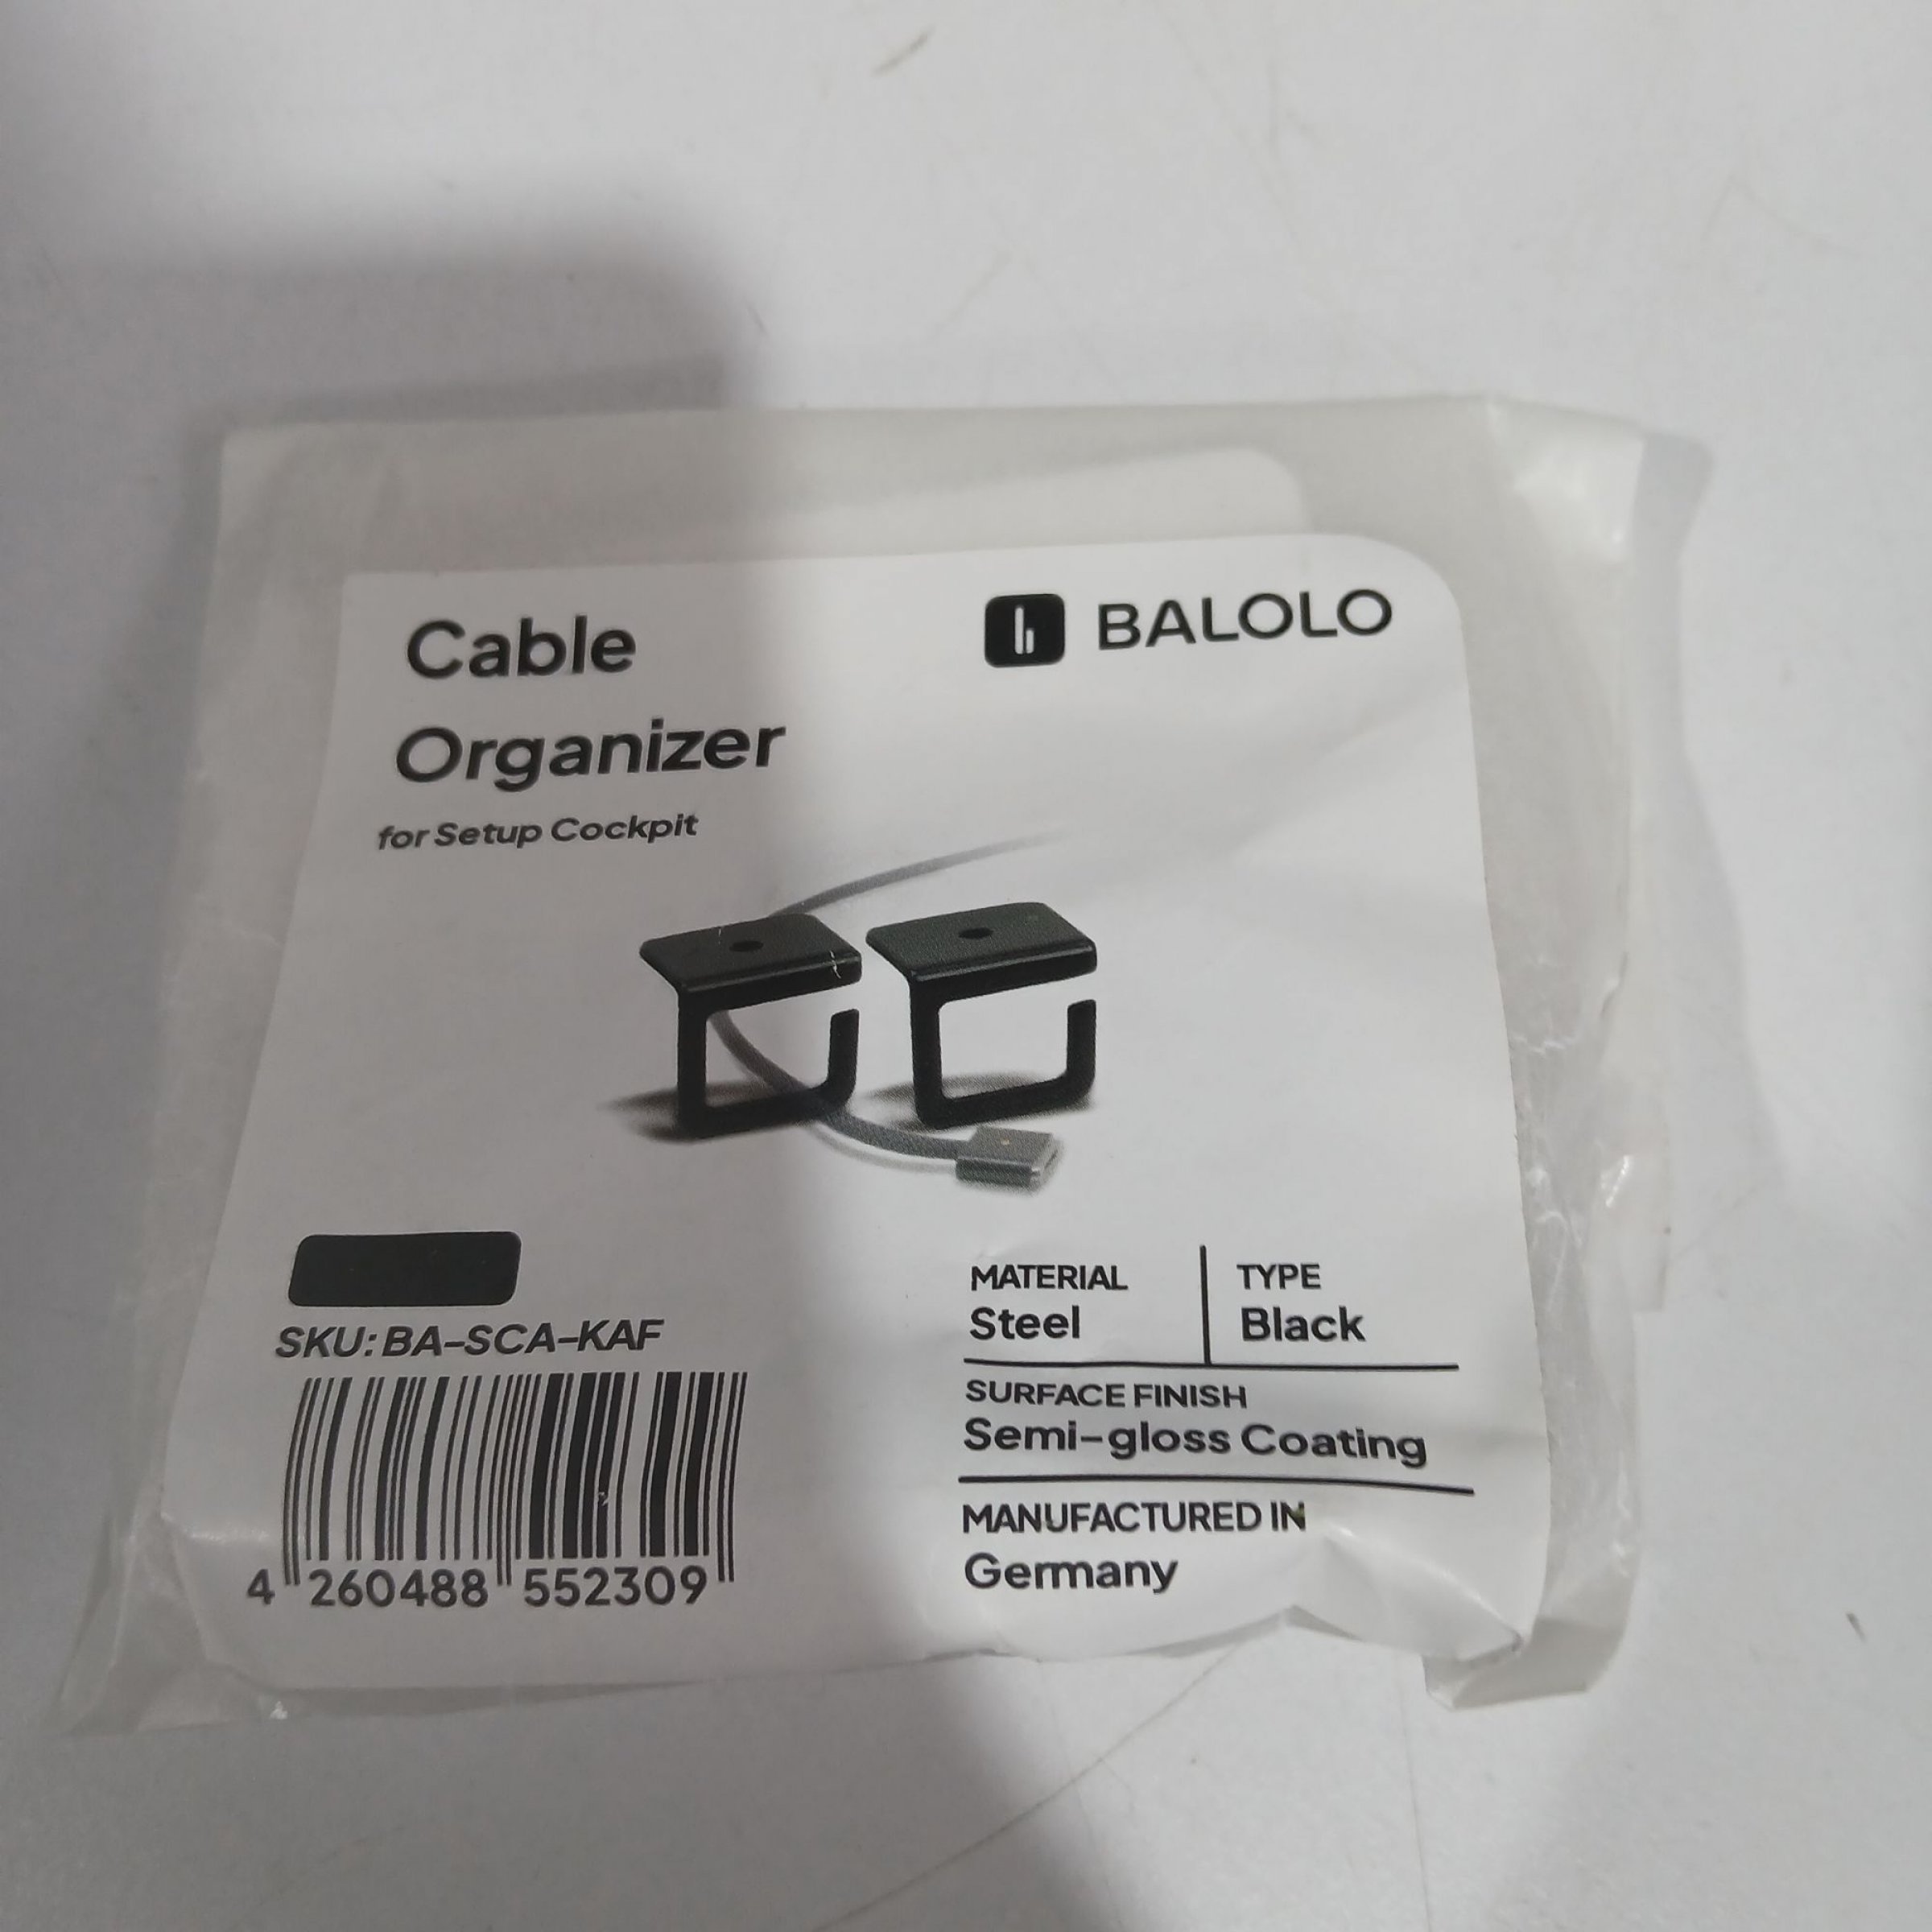 Cable
Organizer
for Setup Cockpit
BALOLO
SKU: BA-SCA-KAF
4 260488 552309
MATERIAL
Steel
TYPE
Black
SURFACE FINISH
Semi-gloss Coating
MANUFACTURED IN
Germany